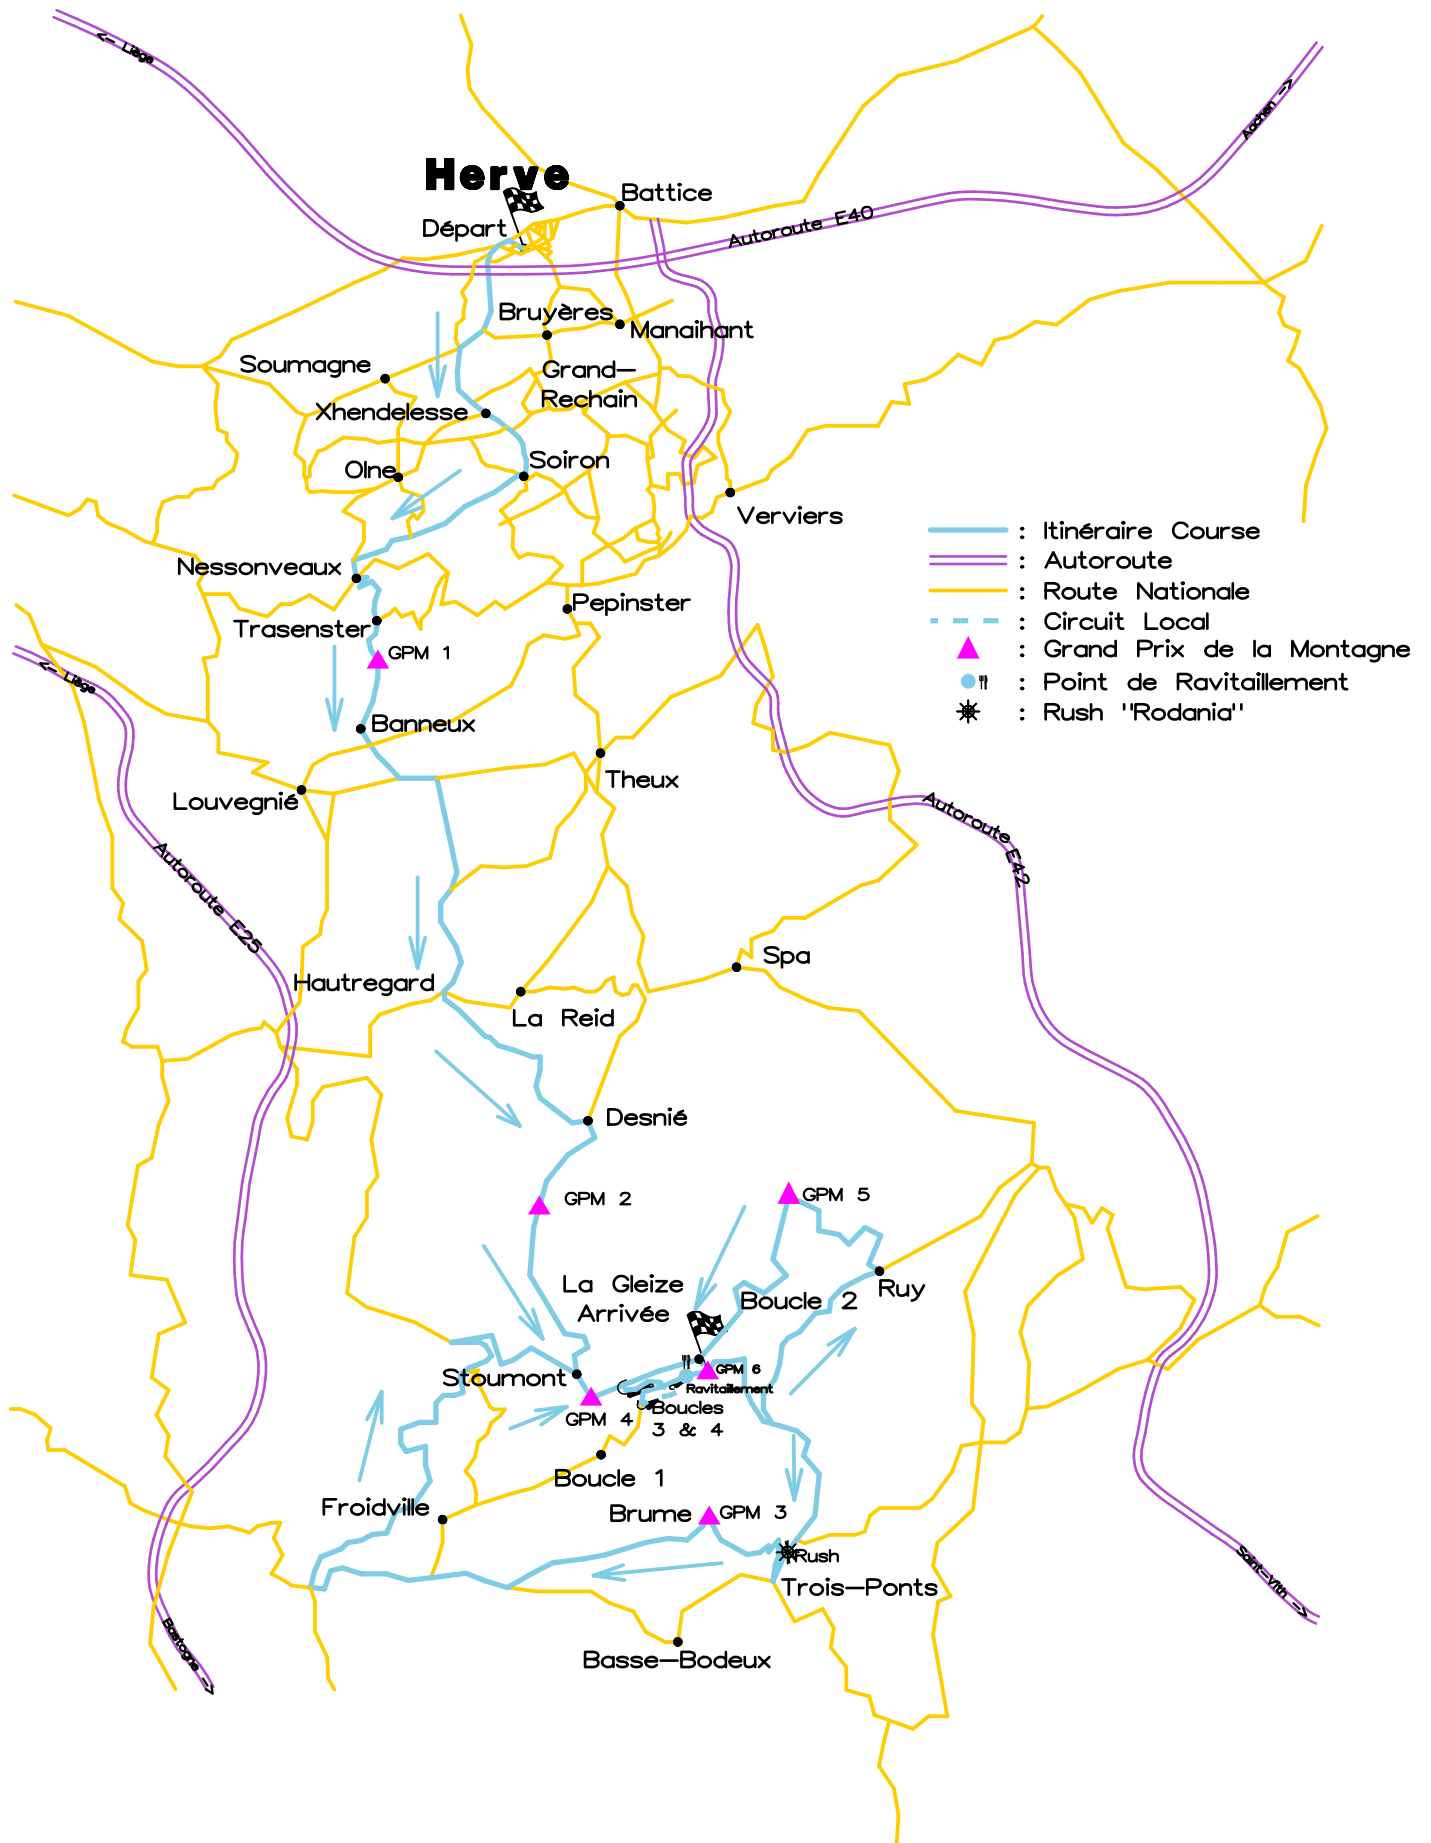 <-- Liège
Aachen -->
Herve
Battice
Départ
Autoroute E40
Bruyères
Manaihant
Soumagne
Grand-
Rechain
Xhendelesse
Olne
Soiron
Verviers
: Itinéraire Course
: Autoroute
: Route Nationale
: Circuit Local
: Grand Prix de la Montagne
: Point de Ravitaillement
: Rush "Rodania"
Nessonveaux
Pepinster
Trasenster
GPM 1
<-- Liège
Banneux
Theux
Louvegnié
Autoroute E42
Autoroute E25
Spa
Hautregard
La Reid
Desnié
GPM 2
GPM 5
La Gleize
Arrivée
Ruy
Boucle 2
Stoumont
GPM 6
Ravitaillement
GPM 4
Boucles
3 & 4
Boucle 1
Froidville
Brume
GPM 3
Rush
Trois-Ponts
Saint-Vith -->
Basse-Bodeux
Bastogne -->